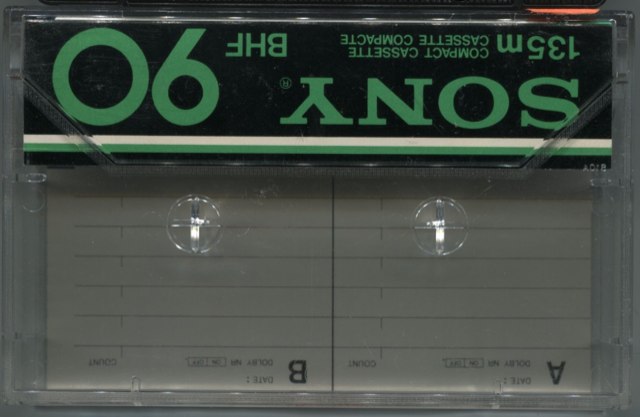 A DATE: B DATE:
DOLBY NR ON OFF COUNT DOLBY NR ON OFF COUNT
SONY® 90
135m COMPACT CASSETTE
CASSETTE COMPACTE BHF